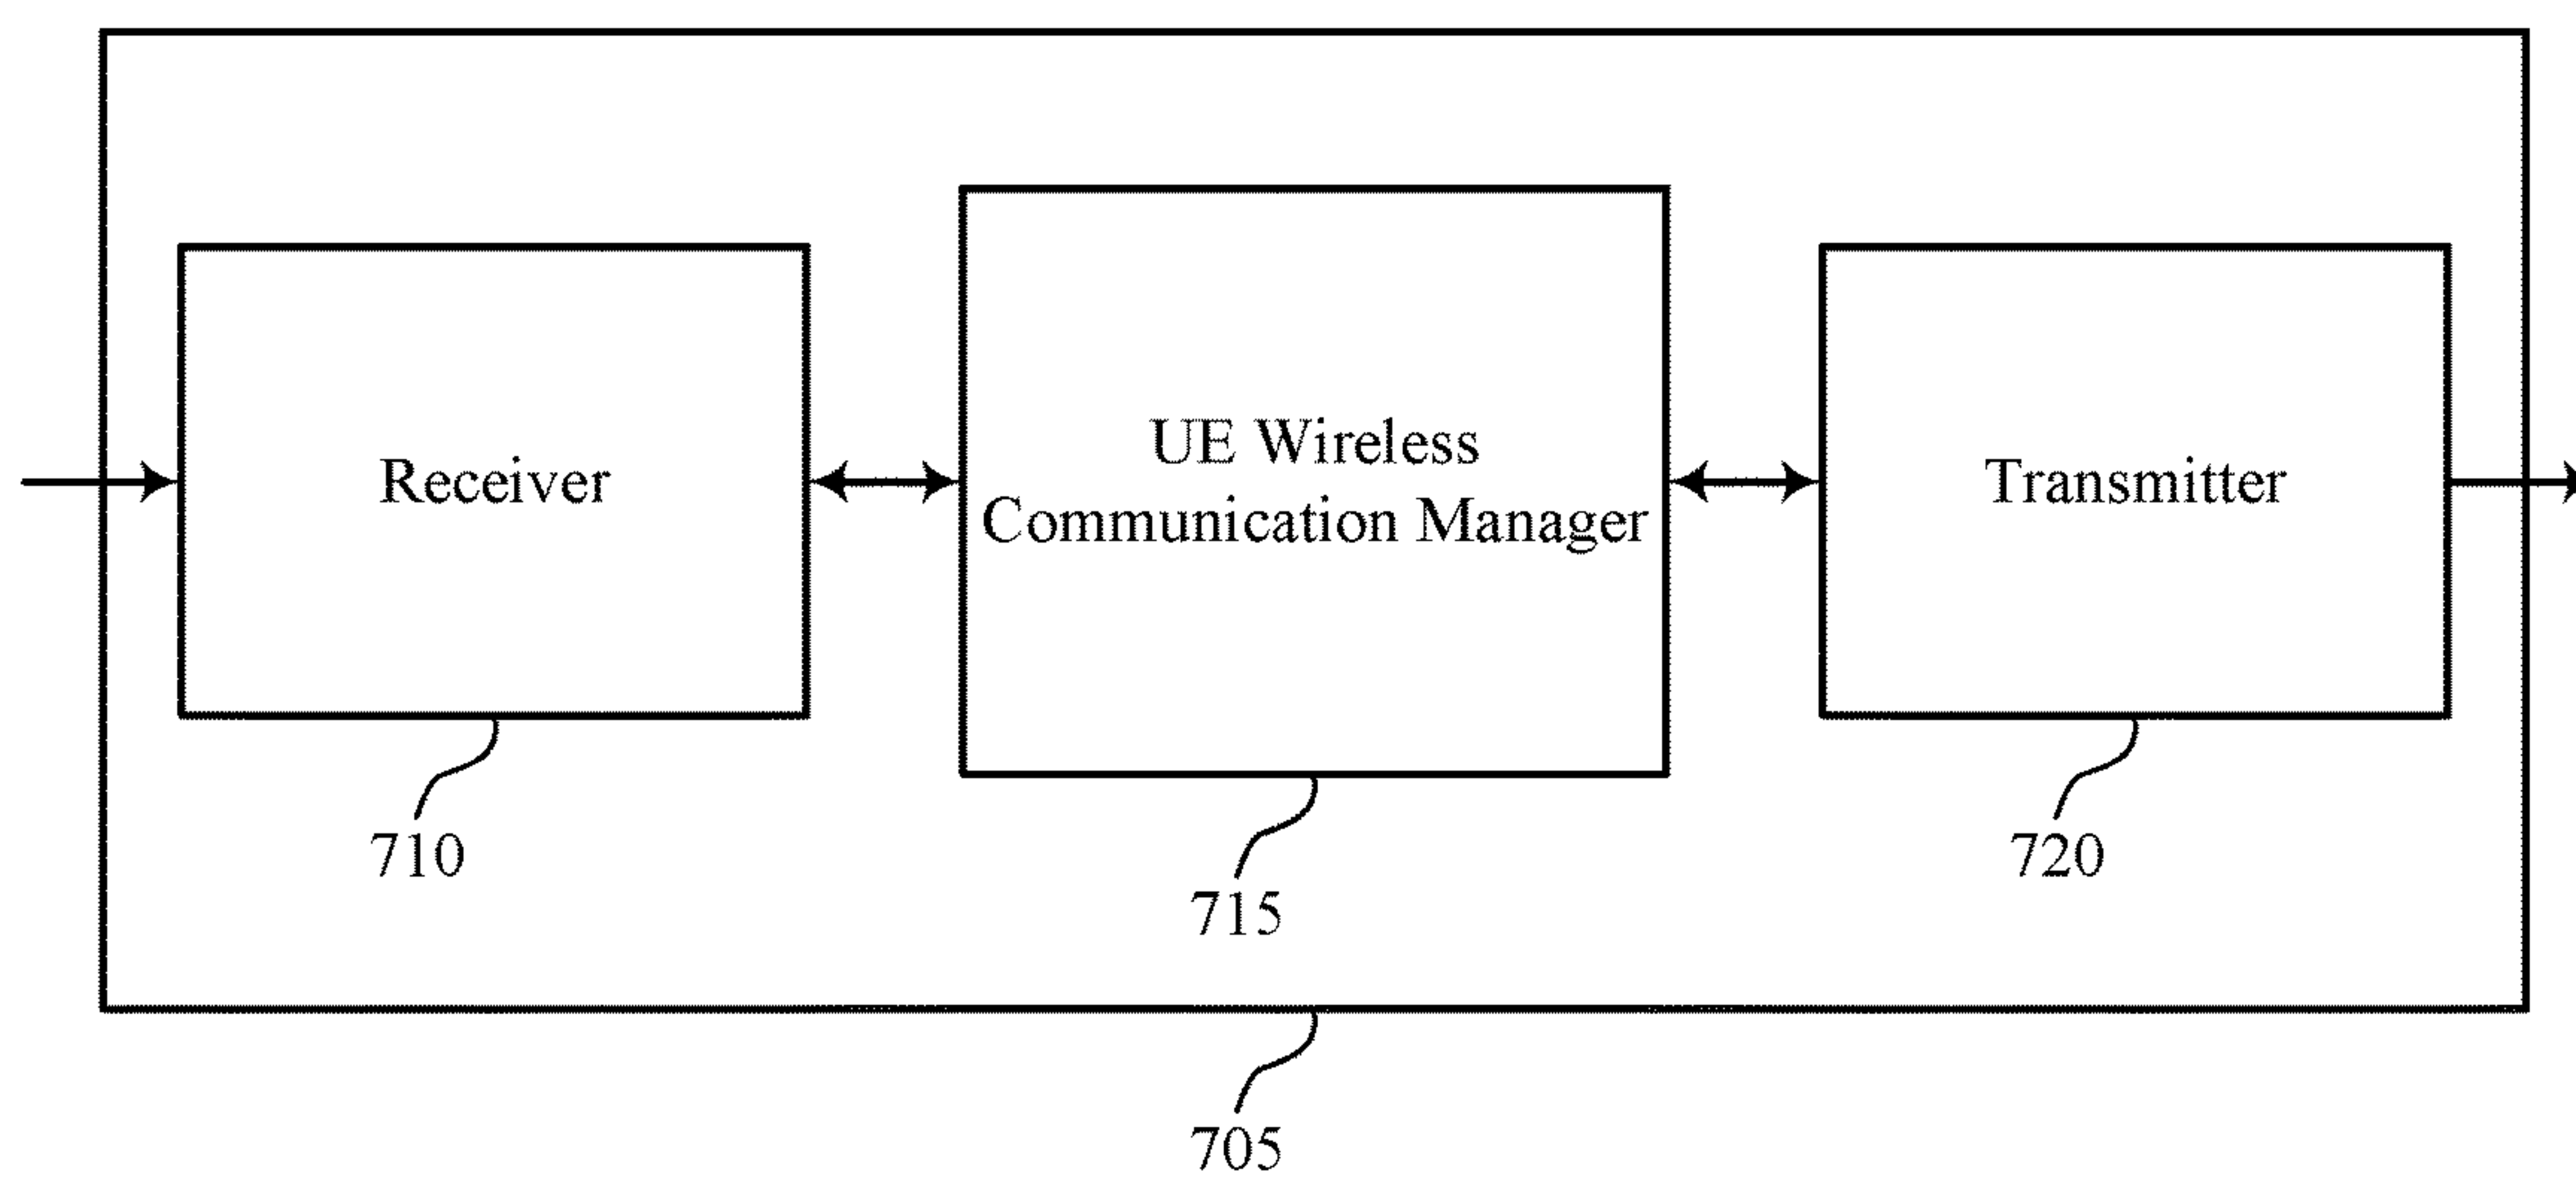 Receiver
UE Wireless
Communication Manager
Transmitter
710
715
720
705